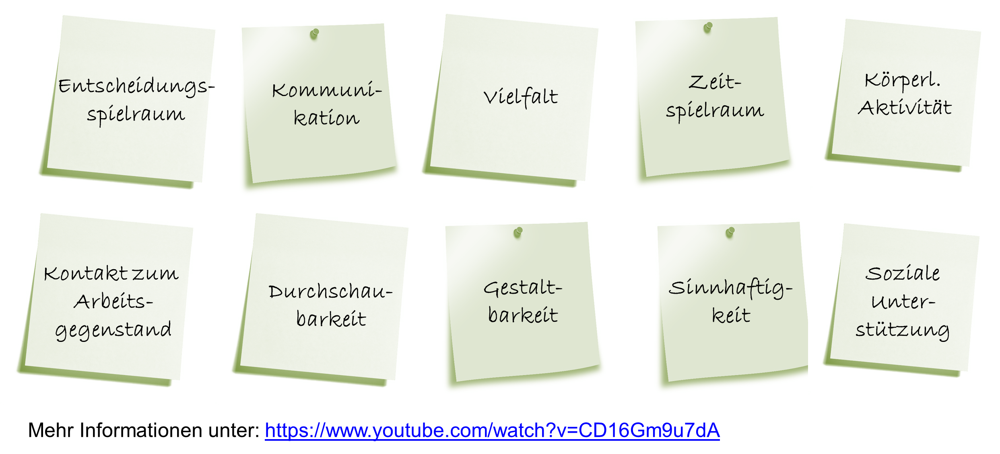 Entscheidungs-
spielraum
Kommuni-
kation
Vielfalt
Zeit-
spielraum
Körperl.
Aktivität
Kontakt zum
Arbeits-
gegenstand
Durchschau-
barkeit
Gestalt-
barkeit
Sinnhaftig-
keit
Soziale
Unter-
stützung
Mehr Informationen unter: https://www.youtube.com/watch?v=CD16Gm9u7dA